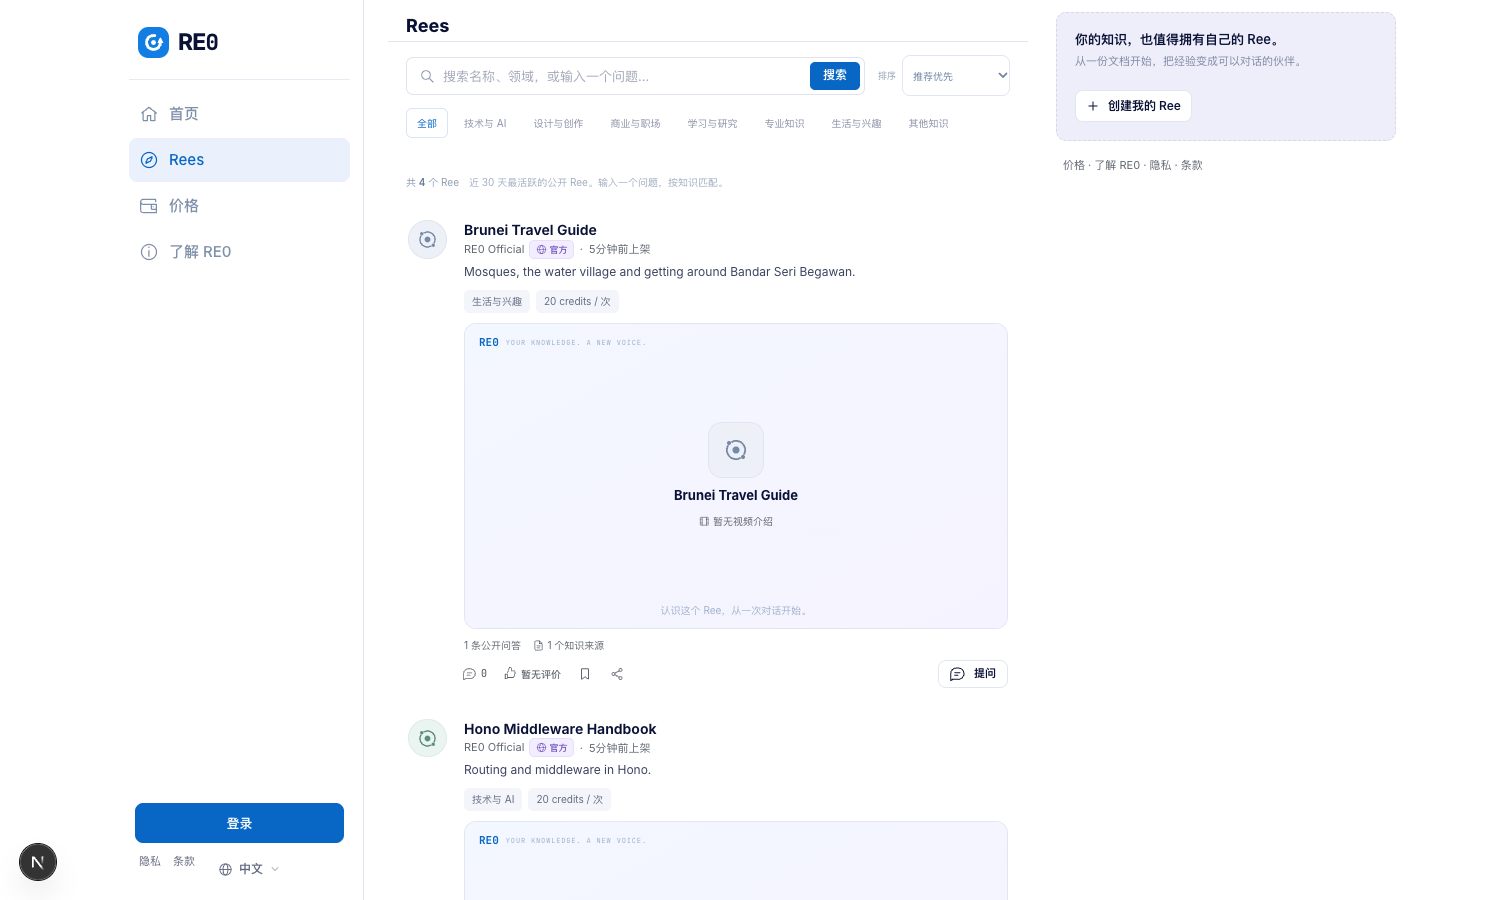 RE0
首页
Rees
价格
了解 RE0
登录
隐私 条款 中文
N
Rees
搜索名称、领域，或输入一个问题... 搜索 排序 推荐优先
全部 技术与 AI 设计与创作 商业与职场 学习与研究 专业知识 生活与兴趣 其他知识
共 4 个 Ree 近 30 天最活跃的公开 Ree。输入一个问题，按知识匹配。
Brunei Travel Guide
RE0 Official 官方 · 5分钟前上架
Mosques, the water village and getting around Bandar Seri Begawan.
生活与兴趣 20 credits / 次
RE0 YOUR KNOWLEDGE. A NEW VOICE.
Brunei Travel Guide
暂无视频介绍
认识这个 Ree，从一次对话开始。
1 条公开问答 1 个知识来源
0 暂无评价 提问
Hono Middleware Handbook
RE0 Official 官方 · 5分钟前上架
Routing and middleware in Hono.
技术与 AI 20 credits / 次
RE0 YOUR KNOWLEDGE. A NEW VOICE.
你的知识，也值得拥有自己的 Ree。
从一份文档开始，把经验变成可以对话的伙伴。
创建我的 Ree
价格 · 了解 RE0 · 隐私 · 条款